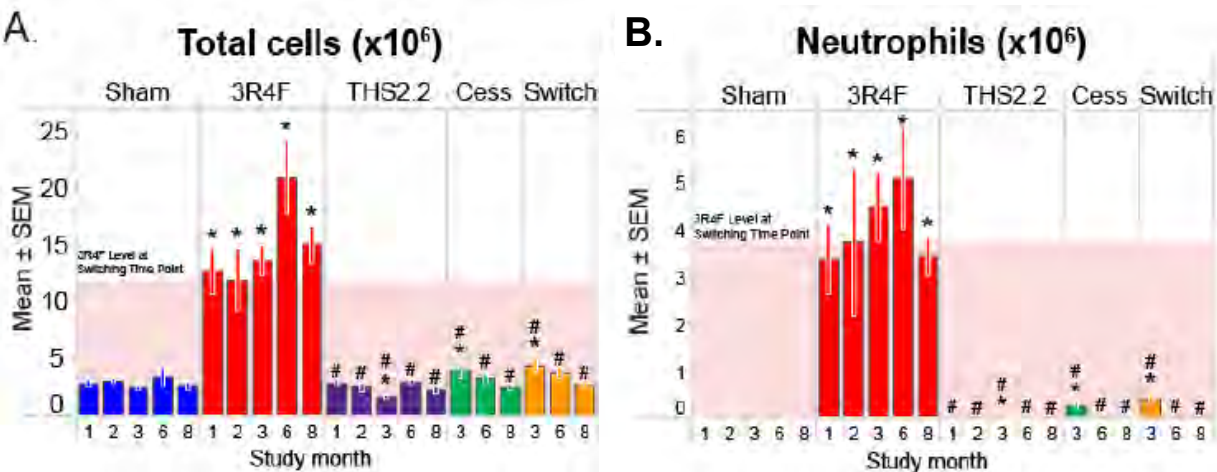 A.
Total cells (x10⁶)
Sham 3R4F THS2.2 Cess Switch
25
20
15
10
5
0
Mean ± SEM
3R4F Level at
Switching Time Point
* * * * *
# # # * # #
# * # #
# * # #
1 2 3 6 8 1 2 3 6 8 1 2 3 6 8 3 6 8 3 6 8
Study month
B.
Neutrophils (x10⁶)
Sham 3R4F THS2.2 Cess Switch
6
5
4
3
2
1
0
Mean ± SEM
3R4F Level at
Switching Time Point
* * * * *
# # # * # #
# * # #
# * # #
1 2 3 6 8 1 2 3 6 8 1 2 3 6 8 3 6 8 3 6 8
Study month